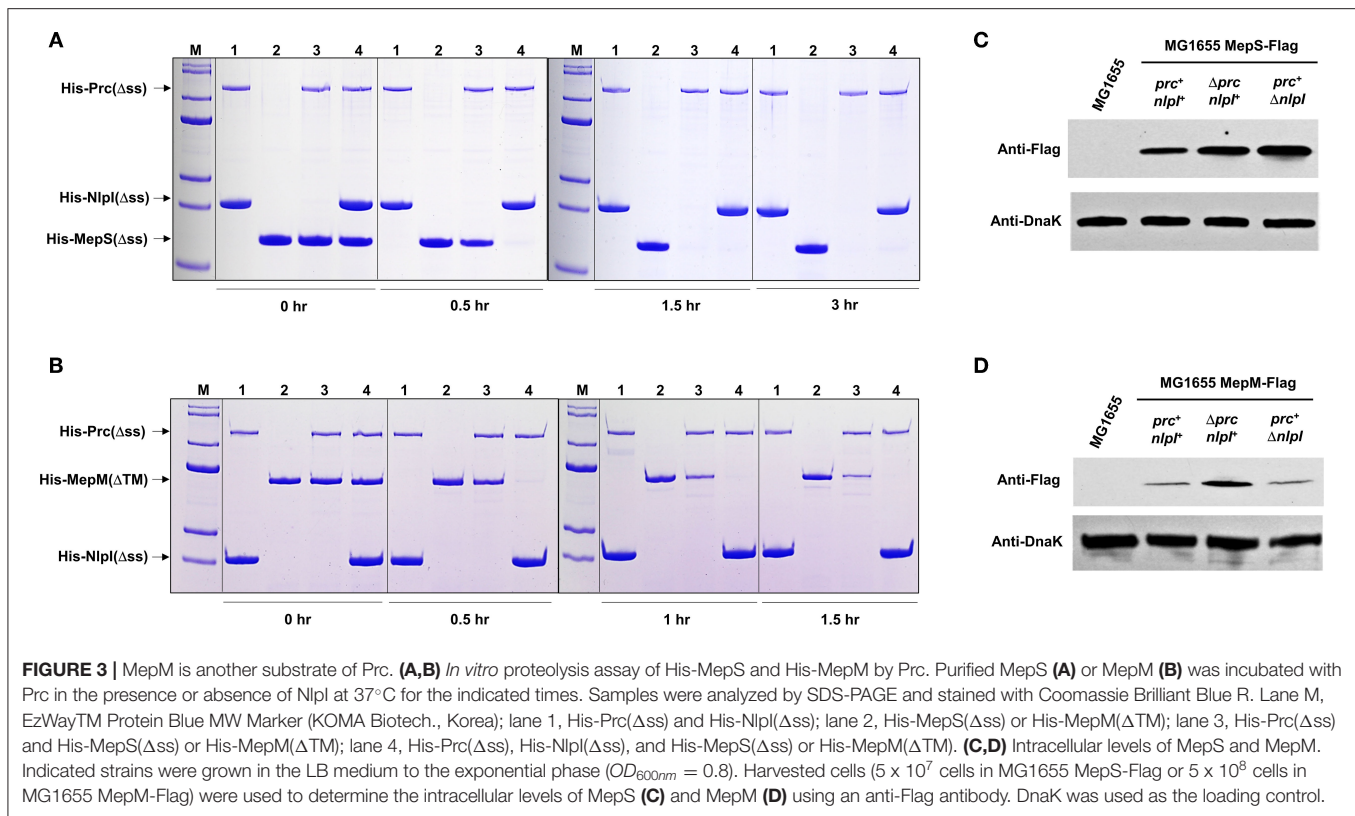 A
M 1 2 3 4 1 2 3 4 M 1 2 3 4 1 2 3 4
His-Prc(Δss)
His-NlpI(Δss)
His-MepS(Δss)
0 hr 0.5 hr 1.5 hr 3 hr
B
M 1 2 3 4 1 2 3 4 M 1 2 3 4 1 2 3 4
His-Prc(Δss)
His-MepM(ΔTM)
His-NlpI(Δss)
0 hr 0.5 hr 1 hr 1.5 hr
C
MG1655 MepS-Flag
MG1655
prc+ Δprc prc+
nlpI+ nlpI+ ΔnlpI
Anti-Flag
Anti-DnaK
D
MG1655 MepM-Flag
MG1655
prc+ Δprc prc+
nlpI+ nlpI+ ΔnlpI
Anti-Flag
Anti-DnaK
FIGURE 3 | MepM is another substrate of Prc. (A,B) In vitro proteolysis assay of His-MepS and His-MepM by Prc. Purified MepS (A) or MepM (B) was incubated with
Prc in the presence or absence of NlpI at 37°C for the indicated times. Samples were analyzed by SDS-PAGE and stained with Coomassie Brilliant Blue R. Lane M,
EzWayTM Protein Blue MW Marker (KOMA Biotech., Korea); lane 1, His-Prc(Δss) and His-NlpI(Δss); lane 2, His-MepS(Δss) or His-MepM(ΔTM); lane 3, His-Prc(Δss)
and His-MepS(Δss) or His-MepM(ΔTM); lane 4, His-Prc(Δss), His-NlpI(Δss), and His-MepS(Δss) or His-MepM(ΔTM). (C,D) Intracellular levels of MepS and MepM.
Indicated strains were grown in the LB medium to the exponential phase (OD600nm = 0.8). Harvested cells (5 x 10⁷ cells in MG1655 MepS-Flag or 5 x 10⁸ cells in
MG1655 MepM-Flag) were used to determine the intracellular levels of MepS (C) and MepM (D) using an anti-Flag antibody. DnaK was used as the loading control.